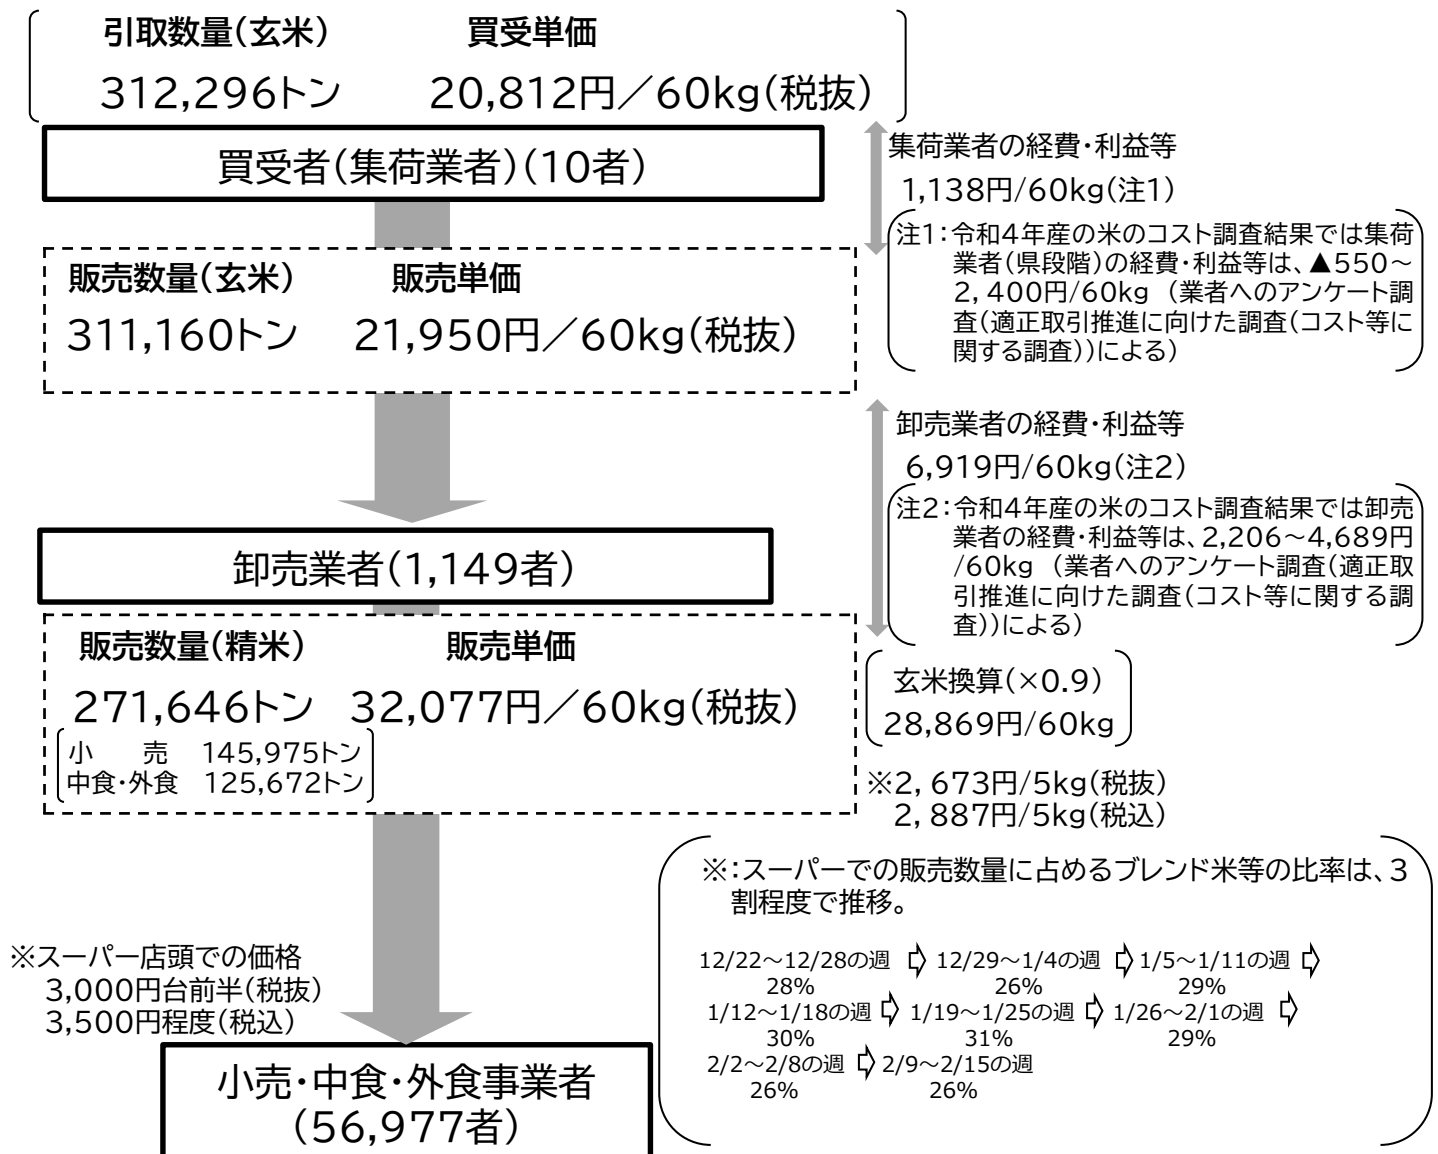 引取数量(玄米) 買受単価
312,296トン 20,812円／60kg(税抜)
買受者(集荷業者)(10者)
集荷業者の経費・利益等
1,138円/60kg(注1)
注1：令和4年産の米のコスト調査結果では集荷
業者(県段階)の経費・利益等は、▲550～
2,400円/60kg （業者へのアンケート調
査(適正取引推進に向けた調査(コスト等に
関する調査))による)
販売数量(玄米) 販売単価
311,160トン 21,950円／60kg(税抜)
卸売業者の経費・利益等
6,919円/60kg(注2)
注2：令和4年産の米のコスト調査結果では卸売
業者の経費・利益等は、2,206～4,689円
/60kg （業者へのアンケート調査(適正取
引推進に向けた調査(コスト等に関する調
査))による)
卸売業者(1,149者)
販売数量(精米) 販売単価
271,646トン 32,077円／60kg(税抜)
小 売 145,975トン
中食・外食 125,672トン
玄米換算(×0.9)
28,869円/60kg
※2,673円/5kg(税抜)
2,887円/5kg(税込)
※：スーパーでの販売数量に占めるブレンド米等の比率は、3
割程度で推移。
12/22～12/28の週 ⇨ 12/29～1/4の週 ⇨ 1/5～1/11の週 ⇨
28% 26% 29%
1/12～1/18の週 ⇨ 1/19～1/25の週 ⇨ 1/26～2/1の週 ⇨
30% 31% 29%
2/2～2/8の週 ⇨ 2/9～2/15の週
26% 26%
※スーパー店頭での価格
3,000円台前半(税抜)
3,500円程度(税込)
小売・中食・外食事業者
(56,977者)